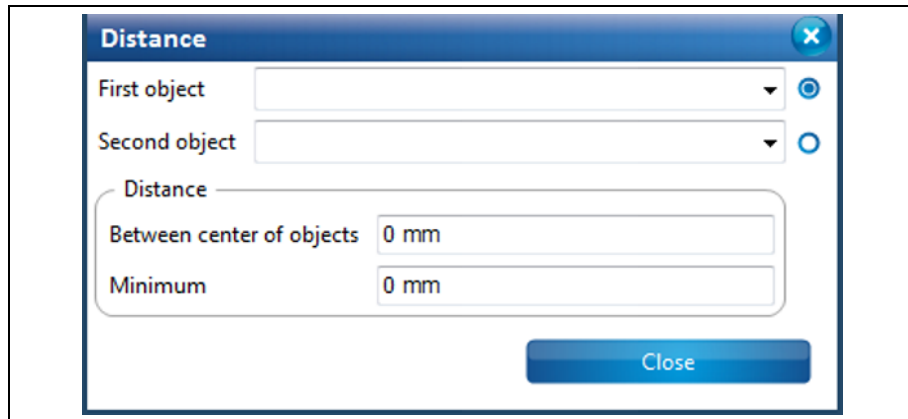 Distance
First object
Second object
Distance
Between center of objects 0 mm
Minimum 0 mm
Close